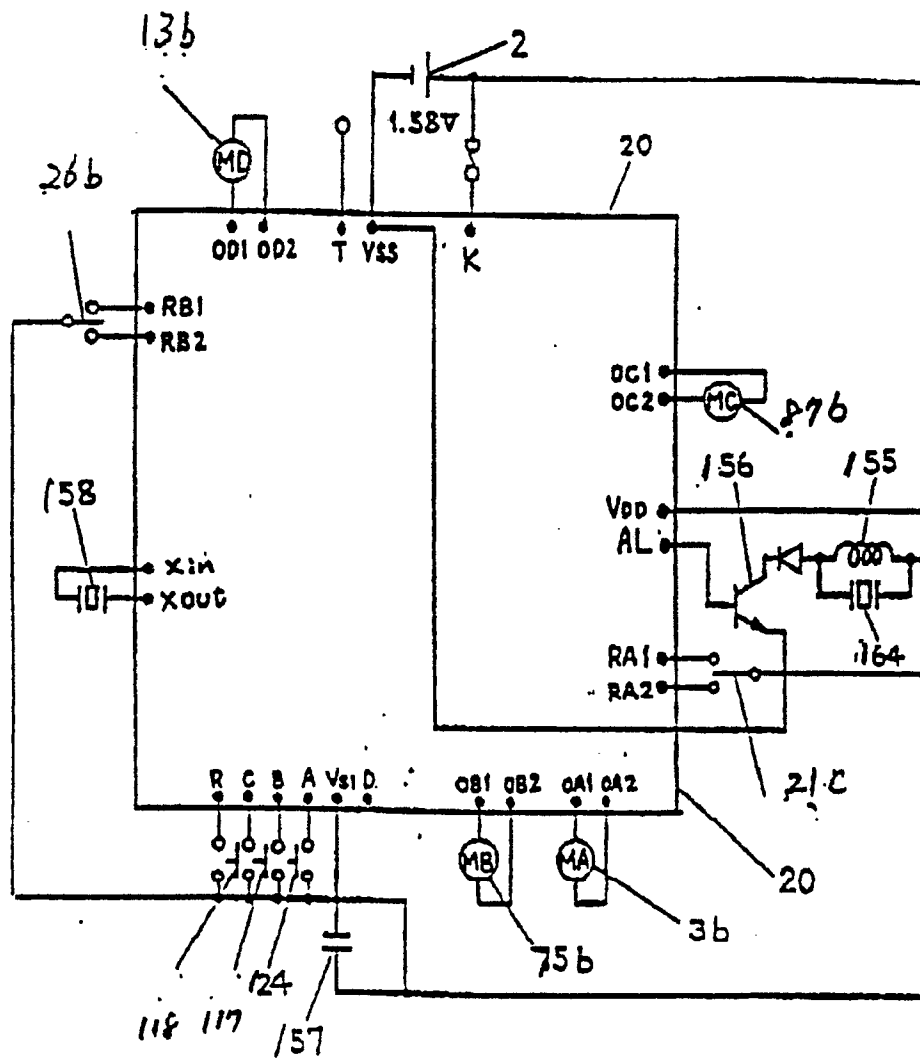 13b
2
1.58V
MD
20
26b
OD1 OD2 T VSS K
RB1
RB2
OC1
OC2 MC
87b
158
156 155
VDD
AL
Xin
Xout
164
RA1
RA2
R C B A VS1 D.
OB1 OB2 OA1 OA2
21c
MB MA
20
3b
75b
118 117 124 157